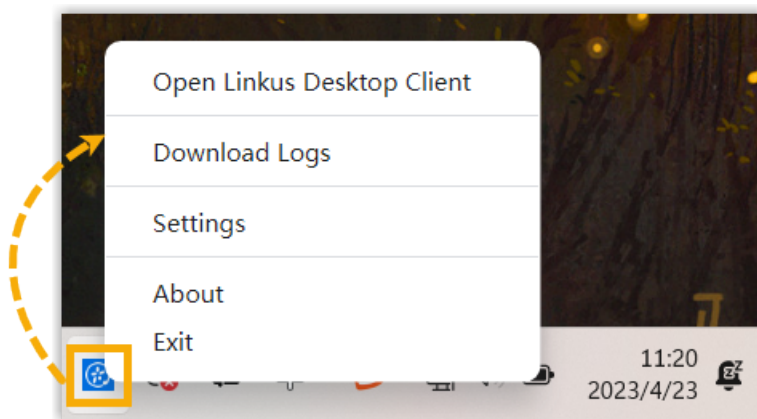 Open Linkus Desktop Client
Download Logs
Settings
About
Exit
11:20
2023/4/23